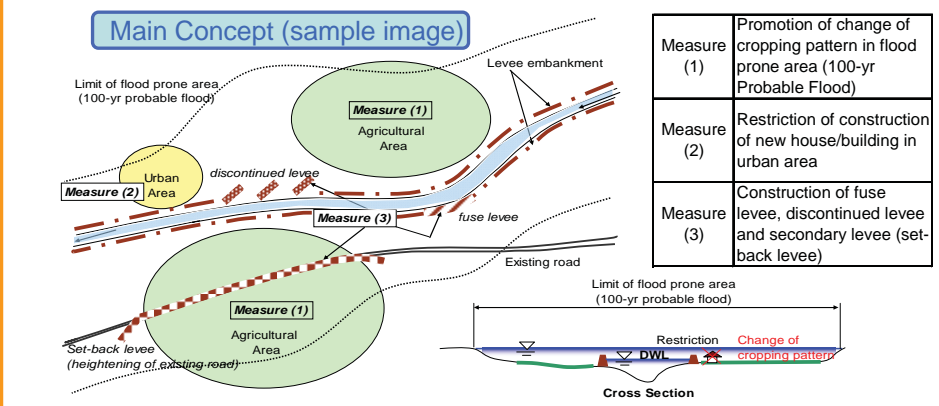 Main Concept (sample image)
Limit of flood prone area
(100-yr probable flood)
Levee embankment
Measure (1)
Agricultural
Area
Urban
Area
Measure (2)
discontinued levee
Measure (3)
fuse levee
Existing road
Measure (1)
Agricultural
Area
Set-back levee
(heightening of existing road)
Measure
(1)
Promotion of change of
cropping pattern in flood
prone area (100-yr
Probable Flood)
Measure
(2)
Restriction of construction
of new house/building in
urban area
Measure
(3)
Construction of fuse
levee, discontinued levee
and secondary levee (set-
back levee)
Limit of flood prone area
(100-yr probable flood)
Restriction
Change of
cropping pattern
DWL
Cross Section